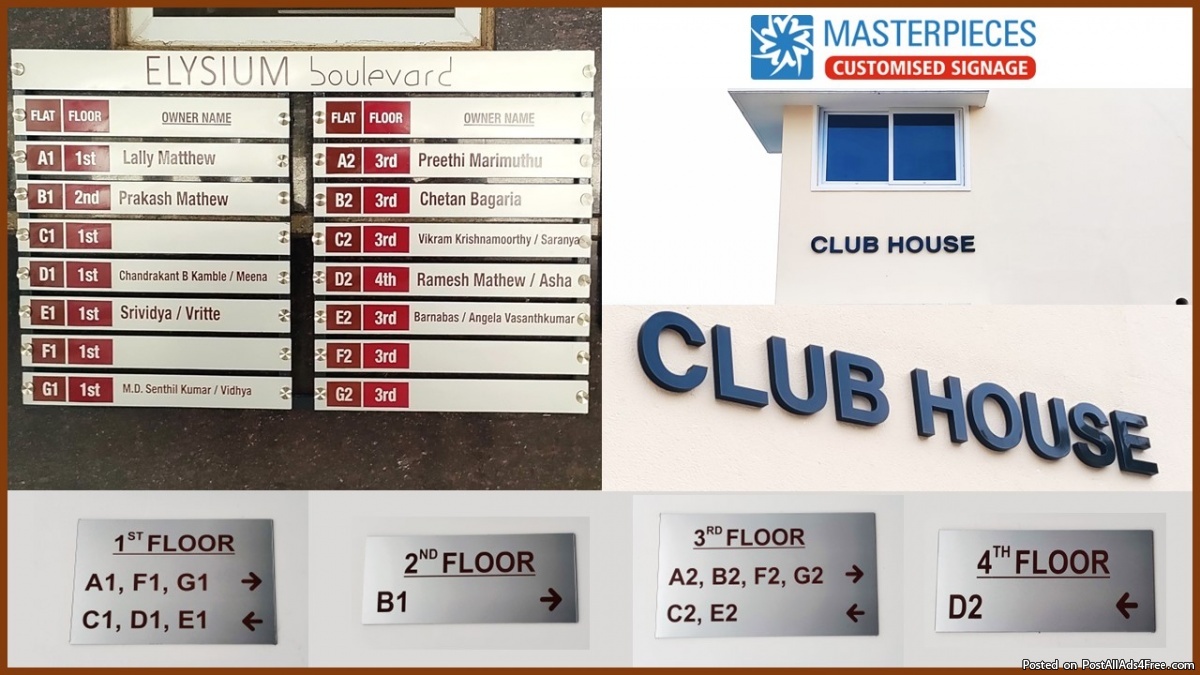 ELYSIUM boulevard
FLAT FLOOR OWNER NAME
A1 1st Lally Matthew
B1 2nd Prakash Mathew
C1 1st
D1 1st Chandrakant B Kamble / Meena
E1 1st Srividya / Vritte
F1 1st
G1 1st M.D. Senthil Kumar / Vidhya
FLAT FLOOR OWNER NAME
A2 3rd Preethi Marimuthu
B2 3rd Chetan Bagaria
C2 3rd Vikram Krishnamoorthy / Saranya
D2 4th Ramesh Mathew / Asha
E2 3rd Barnabas / Angela Vasanthkumar
F2 3rd
G2 3rd
MASTERPIECES
CUSTOMISED SIGNAGE
CLUB HOUSE
CLUB HOUSE
1ST FLOOR
A1, F1, G1 →
C1, D1, E1 ←
2ND FLOOR
B1 →
3RD FLOOR
A2, B2, F2, G2 →
C2, E2 ←
4TH FLOOR
D2 ←
Posted on PostAllAds4Free.com